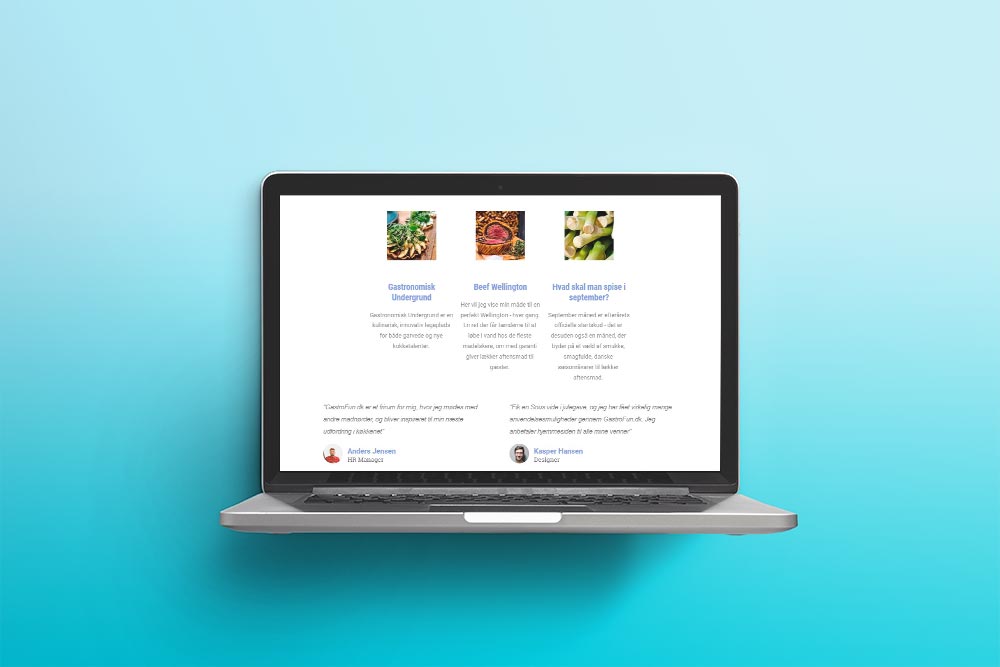 Gastronomisk
Undergrund
Gastronomisk Undergrund er en
kulinarisk, innovativ legeplads
for både garvede og nye
kokketalenter.
Beef Wellington
Her vil jeg vise min måde til en
perfekt Wellington - hver gang.
En ret der får tænderne til at
løbe i vand hos de fleste
madelskere, om med garanti
giver lækker aftensmad til
gæster.
Hvad skal man spise i
september?
September måned er efterårets
officielle startskud - det er
desuden også en måned, der
byder på et væld af smukke,
smagfulde, danske
sæsonråvarer til lækker
aftensmad.
"GastroFun.dk er et frirum for mig, hvor jeg mødes med
andre madnørder, og bliver inspireret til min næste
udfordring i køkkenet"
Anders Jensen
HR Manager
"Fik en Sous vide i julegave, og jeg har fået virkelig mange
anvendelsesmuligheder gennem GastroFun.dk. Jeg
anbefaler hjemmesiden til alle mine venner"
Kasper Hansen
Designer